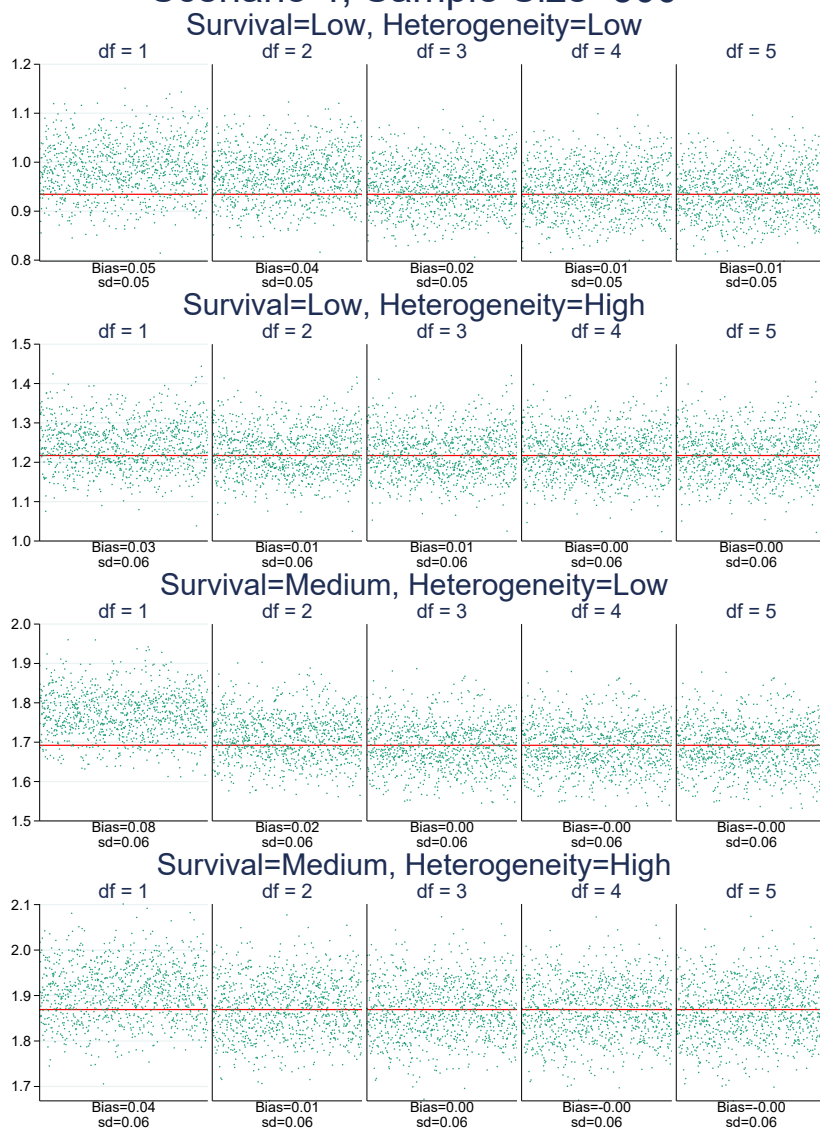 Survival=Low, Heterogeneity=Low
df = 1 df = 2 df = 3 df = 4 df = 5
1.2
1.1
1.0
0.9
0.8
Bias=0.05 Bias=0.04 Bias=0.02 Bias=0.01 Bias=0.01
sd=0.05 sd=0.05 sd=0.05 sd=0.05 sd=0.05
Survival=Low, Heterogeneity=High
df = 1 df = 2 df = 3 df = 4 df = 5
1.5
1.4
1.3
1.2
1.1
1.0
Bias=0.03 Bias=0.01 Bias=0.01 Bias=0.00 Bias=0.00
sd=0.06 sd=0.06 sd=0.06 sd=0.06 sd=0.06
Survival=Medium, Heterogeneity=Low
df = 1 df = 2 df = 3 df = 4 df = 5
2.0
1.9
1.8
1.7
1.6
1.5
Bias=0.08 Bias=0.02 Bias=0.00 Bias=-0.00 Bias=-0.00
sd=0.06 sd=0.06 sd=0.06 sd=0.06 sd=0.06
Survival=Medium, Heterogeneity=High
df = 1 df = 2 df = 3 df = 4 df = 5
2.1
2.0
1.9
1.8
1.7
Bias=0.04 Bias=0.01 Bias=0.00 Bias=-0.00 Bias=-0.00
sd=0.06 sd=0.06 sd=0.06 sd=0.06 sd=0.06